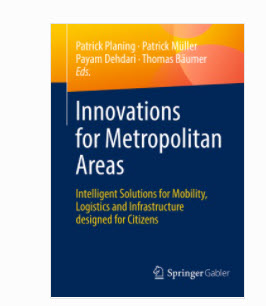 Patrick Planing · Patrick Müller
Payam Dehdari · Thomas Bäumer
Eds.
Innovations
for Metropolitan
Areas
Intelligent Solutions for Mobility,
Logistics and Infrastructure
designed for Citizens
Springer Gabler